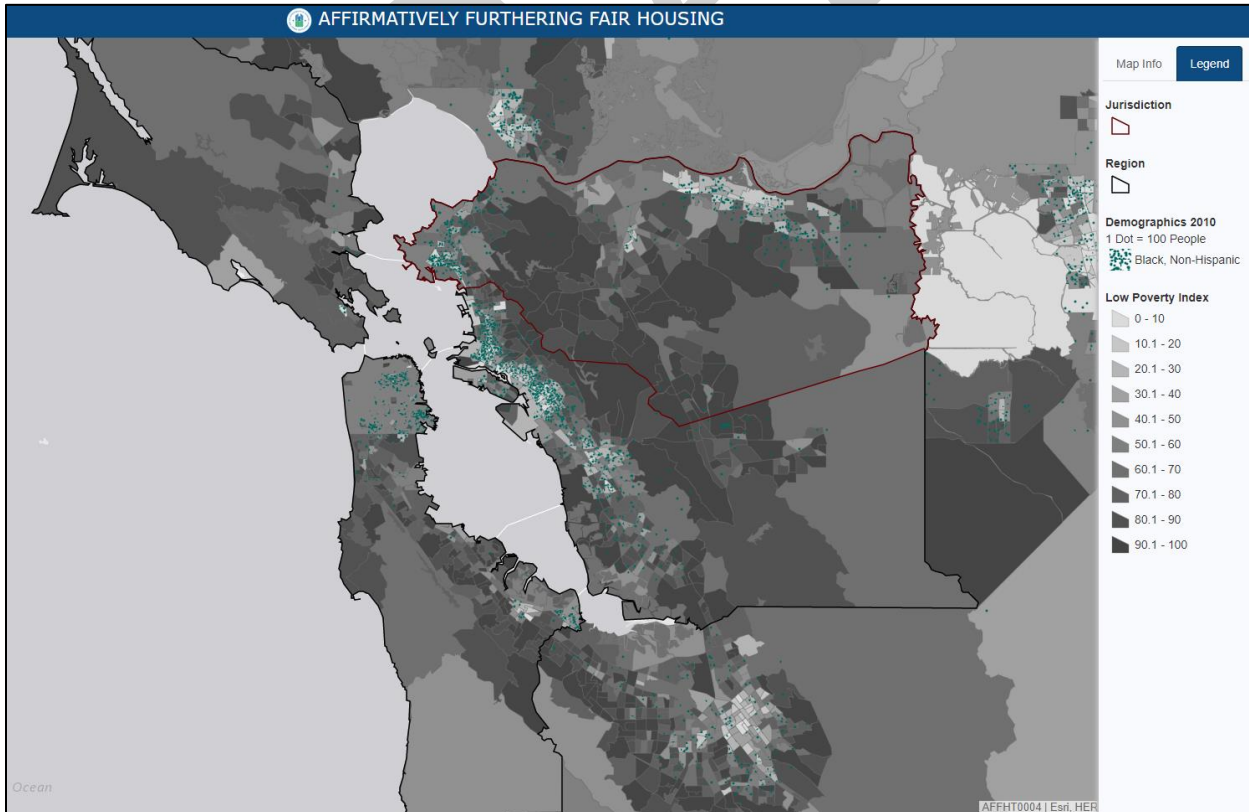 AFFIRMATIVELY FURTHERING FAIR HOUSING
Map Info Legend
Jurisdiction
Region
Demographics 2010
1 Dot = 100 People
Black, Non-Hispanic
Low Poverty Index
0 - 10
10.1 - 20
20.1 - 30
30.1 - 40
40.1 - 50
50.1 - 60
60.1 - 70
70.1 - 80
80.1 - 90
90.1 - 100
Ocean
AFFHT0004 | Esri, HER